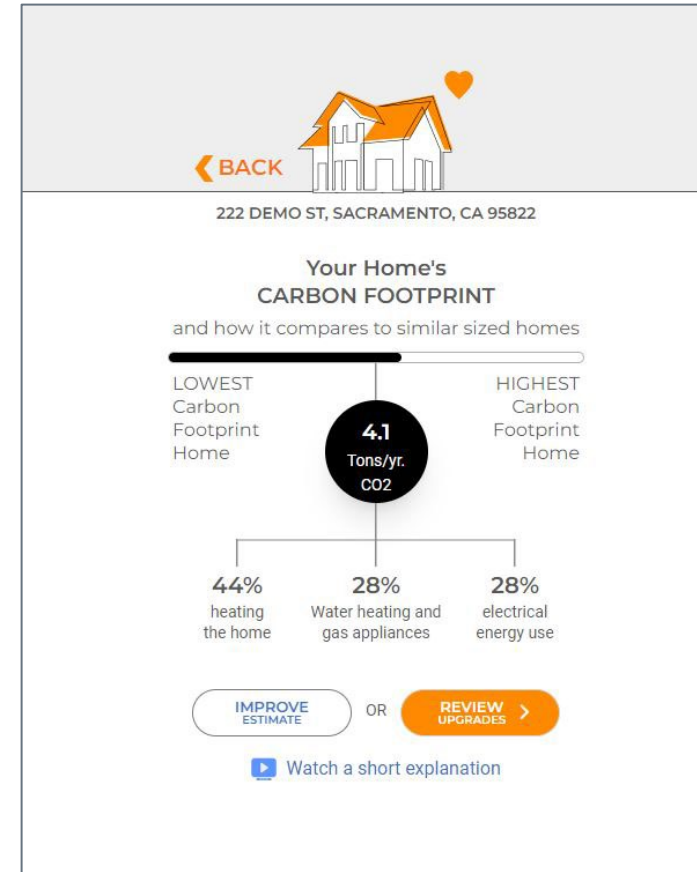 BACK
222 DEMO ST, SACRAMENTO, CA 95822
Your Home's
CARBON FOOTPRINT
and how it compares to similar sized homes
LOWEST
Carbon
Footprint
Home
HIGHEST
Carbon
Footprint
Home
4.1
Tons/yr.
CO2
44%
heating
the home
28%
Water heating and
gas appliances
28%
electrical
energy use
IMPROVE
ESTIMATE
OR
REVIEW
UPGRADES
Watch a short explanation